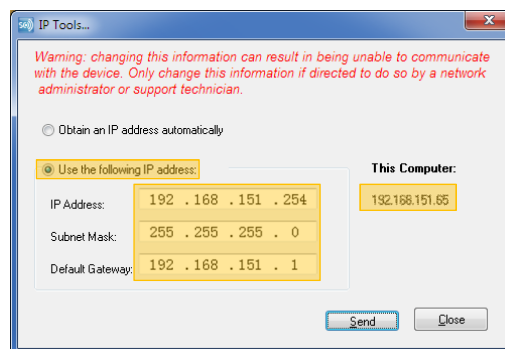 IP Tools...
Warning: changing this information can result in being unable to communicate
with the device. Only change this information if directed to do so by a network
administrator or support technician.
Obtain an IP address automatically
Use the following IP address:
This Computer:
IP Address: 192 .168 .151 .254
192.168.151.65
Subnet Mask: 255 .255 .255 . 0
Default Gateway: 192 .168 .151 . 1
Send Close